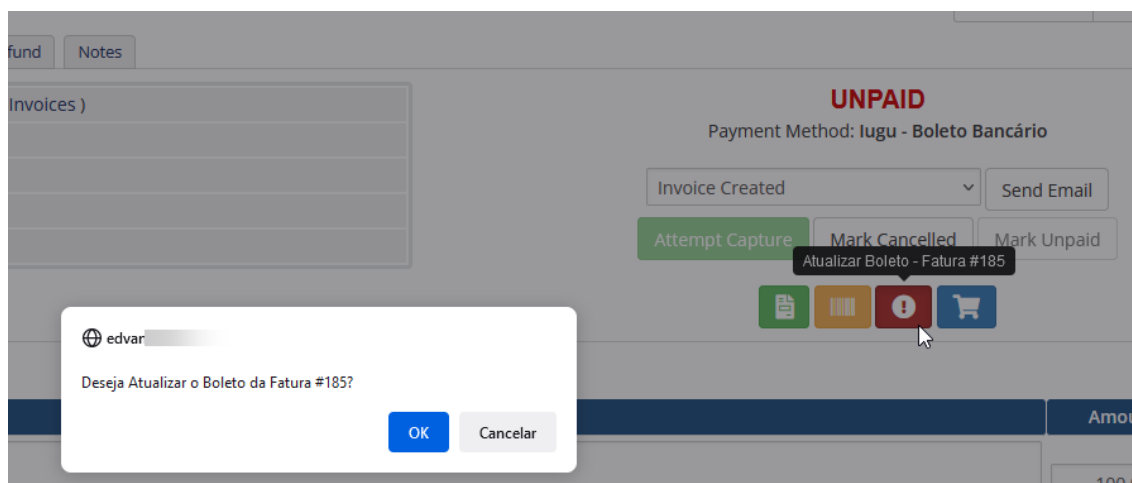 fund Notes
Invoices )
UNPAID
Payment Method: Iugu - Boleto Bancário
Invoice Created Send Email
Attempt Capture Mark Cancelled Mark Unpaid
Atualizar Boleto - Fatura #185
edvar
Deseja Atualizar o Boleto da Fatura #185?
OK Cancelar
Amou